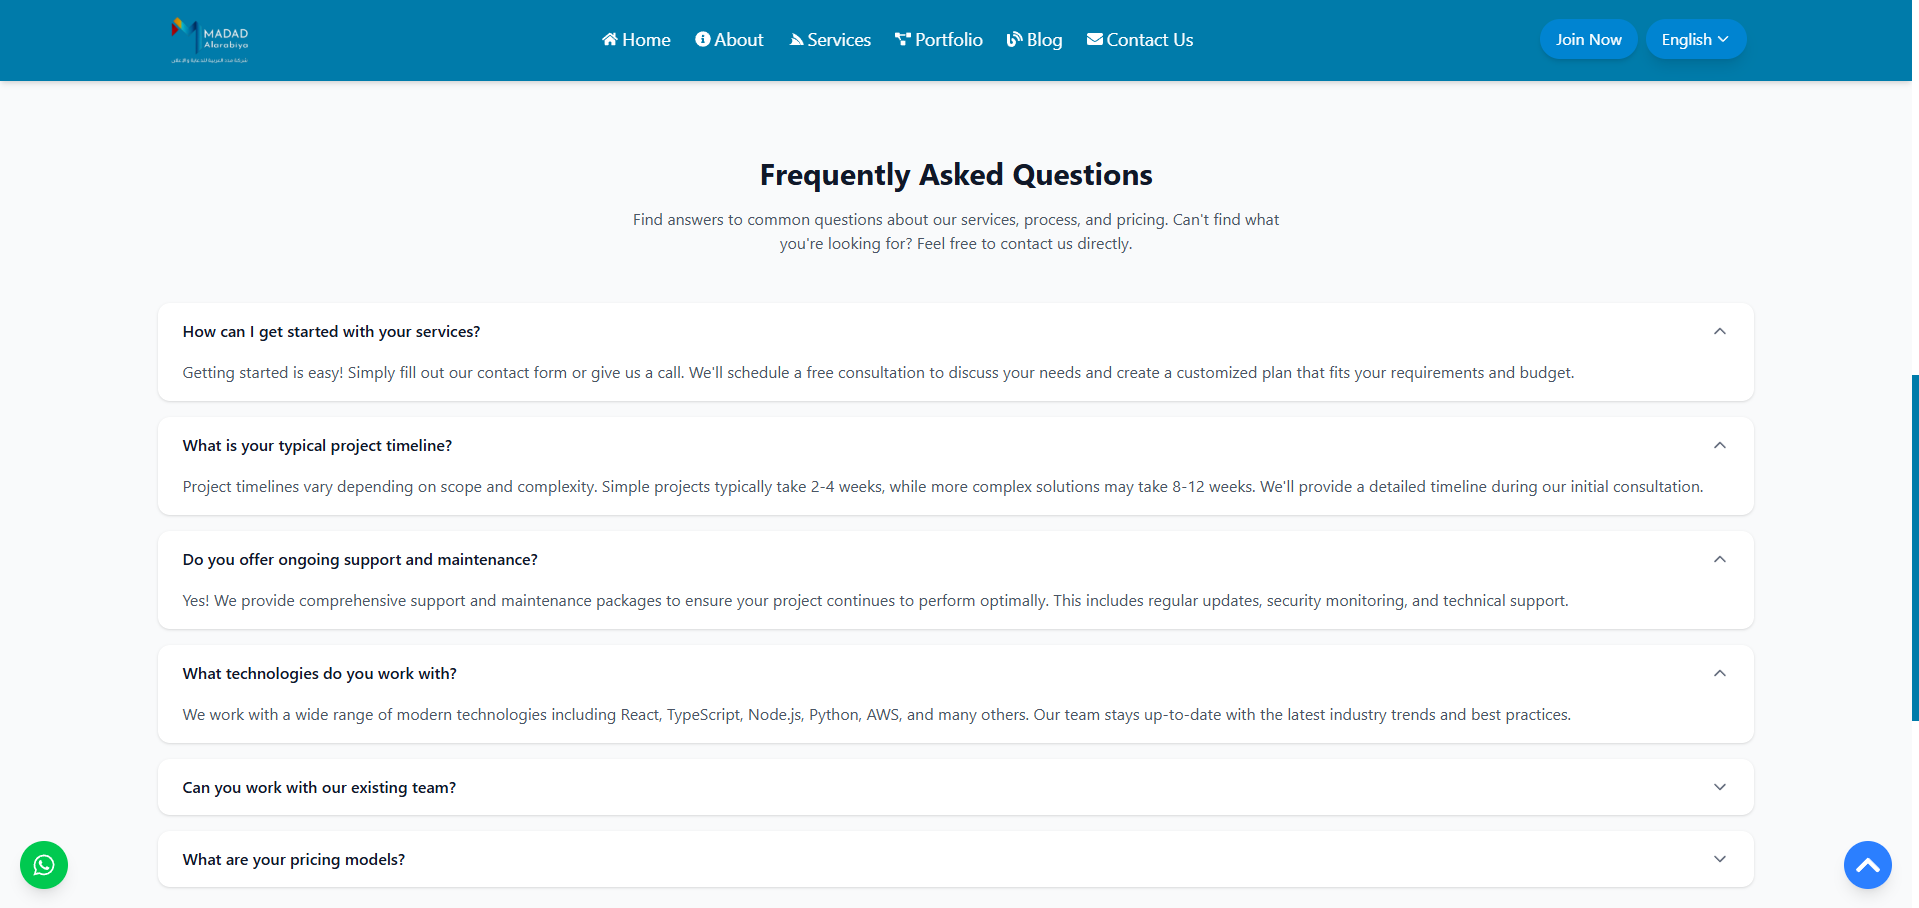 MADAD
Alarabiya
شركة مدد العربية للدعاية والإعلان
Home
About
Services
Portfolio
Blog
Contact Us
Join Now
English
Frequently Asked Questions
Find answers to common questions about our services, process, and pricing. Can't find what
you're looking for? Feel free to contact us directly.
How can I get started with your services?
Getting started is easy! Simply fill out our contact form or give us a call. We'll schedule a free consultation to discuss your needs and create a customized plan that fits your requirements and budget.
What is your typical project timeline?
Project timelines vary depending on scope and complexity. Simple projects typically take 2-4 weeks, while more complex solutions may take 8-12 weeks. We'll provide a detailed timeline during our initial consultation.
Do you offer ongoing support and maintenance?
Yes! We provide comprehensive support and maintenance packages to ensure your project continues to perform optimally. This includes regular updates, security monitoring, and technical support.
What technologies do you work with?
We work with a wide range of modern technologies including React, TypeScript, Node.js, Python, AWS, and many others. Our team stays up-to-date with the latest industry trends and best practices.
Can you work with our existing team?
What are your pricing models?